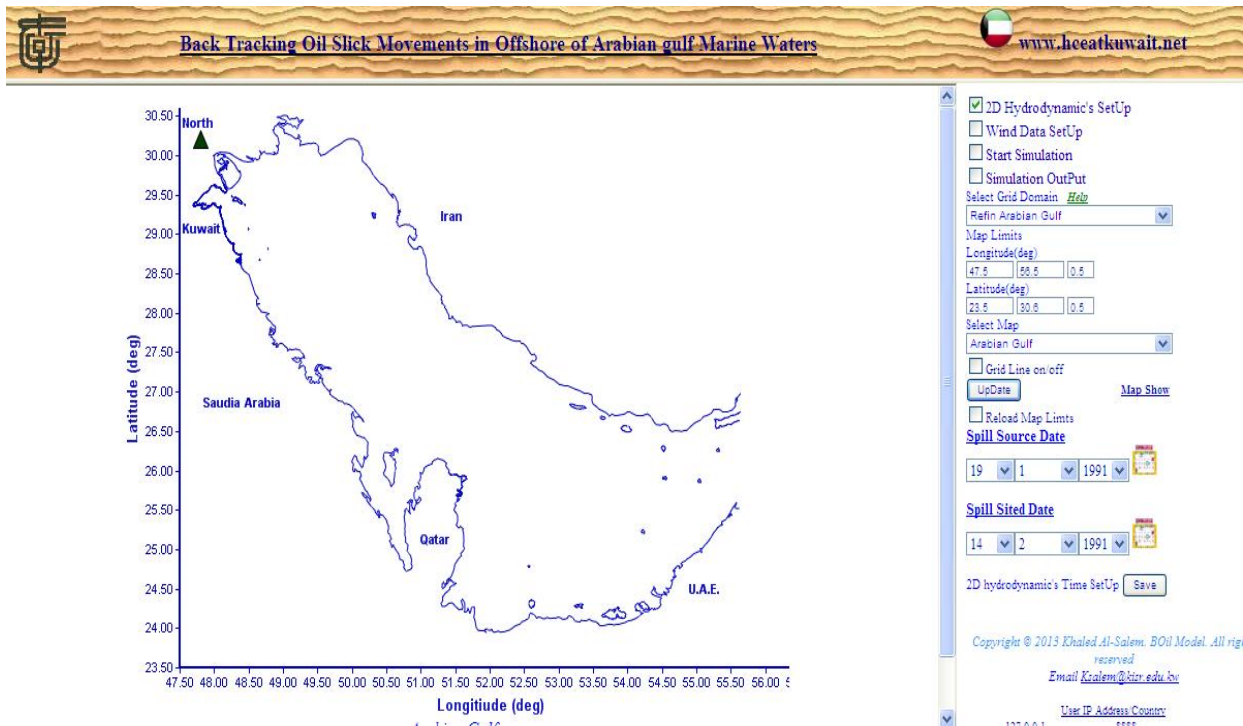 Back Tracking Oil Slick Movements in Offshore of Arabian gulf Marine Waters
www.hceatkuwait.net
30.50
30.00
29.50
29.00
28.50
28.00
27.50
27.00
26.50
26.00
25.50
25.00
24.50
24.00
23.50
Latitude (deg)
North
Iran
Kuwait
Saudia Arabia
Qatar
U.A.E.
47.50 48.00 48.50 49.00 49.50 50.00 50.50 51.00 51.50 52.00 52.50 53.00 53.50 54.00 54.50 55.00 55.50 56.00
Longitiude (deg)
Arabian Gulf
2D Hydrodynamic's SetUp
Wind Data SetUp
Start Simulation
Simulation OutPut
Select Grid Domain Help
Refin Arabian Gulf
Map Limits
Longitude(deg)
47.5 56.5 0.5
Latitude(deg)
23.5 30.6 0.5
Select Map
Arabian Gulf
Grid Line on/off
UpDate Map Show
Reload Map Limts
Spill Source Date
19 1 1991
Spill Sited Date
14 2 1991
2D hydrodynamic's Time SetUp Save
Copyright © 2013 Khaled Al-Salem. BOil Model. All righ
reserved
Email Ksalem@kisr.edu.kw
User IP Address/Country